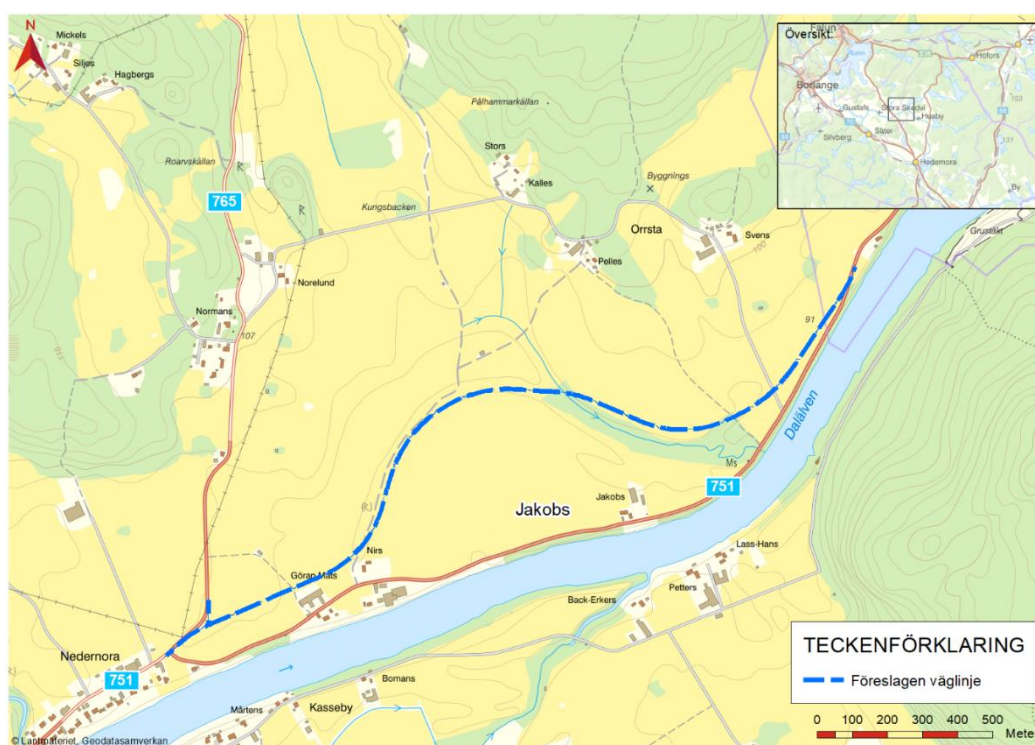 N
Mickels
Siljes
Hagbergs
Pålhammarkällan
Roarvskällan
R
R
765
Stors
Kalles
Kungsbacken
Byggnings
Orrsta
Svens
100
Pelles
Norelund
Normans
107
116
91
Översikt:
Falun
Hofors
Borlänge
Gustafs
Stora Skedvi
Husby
Silvberg
Säter
Hedemora
By
Grustäkt
Dalälven
Ms
751
Jakobs
Jakobs
(R)
Nirs
Göran-Mats
Lass-Hans
Petters
Back-Erkers
Nedernora
751
Bomans
Mårtens
Kasseby
TECKENFÖRKLARING
Föreslagen väglinje
0 100 200 300 400 500
Mete
© Lantmäteriet, Geodatasamverkan